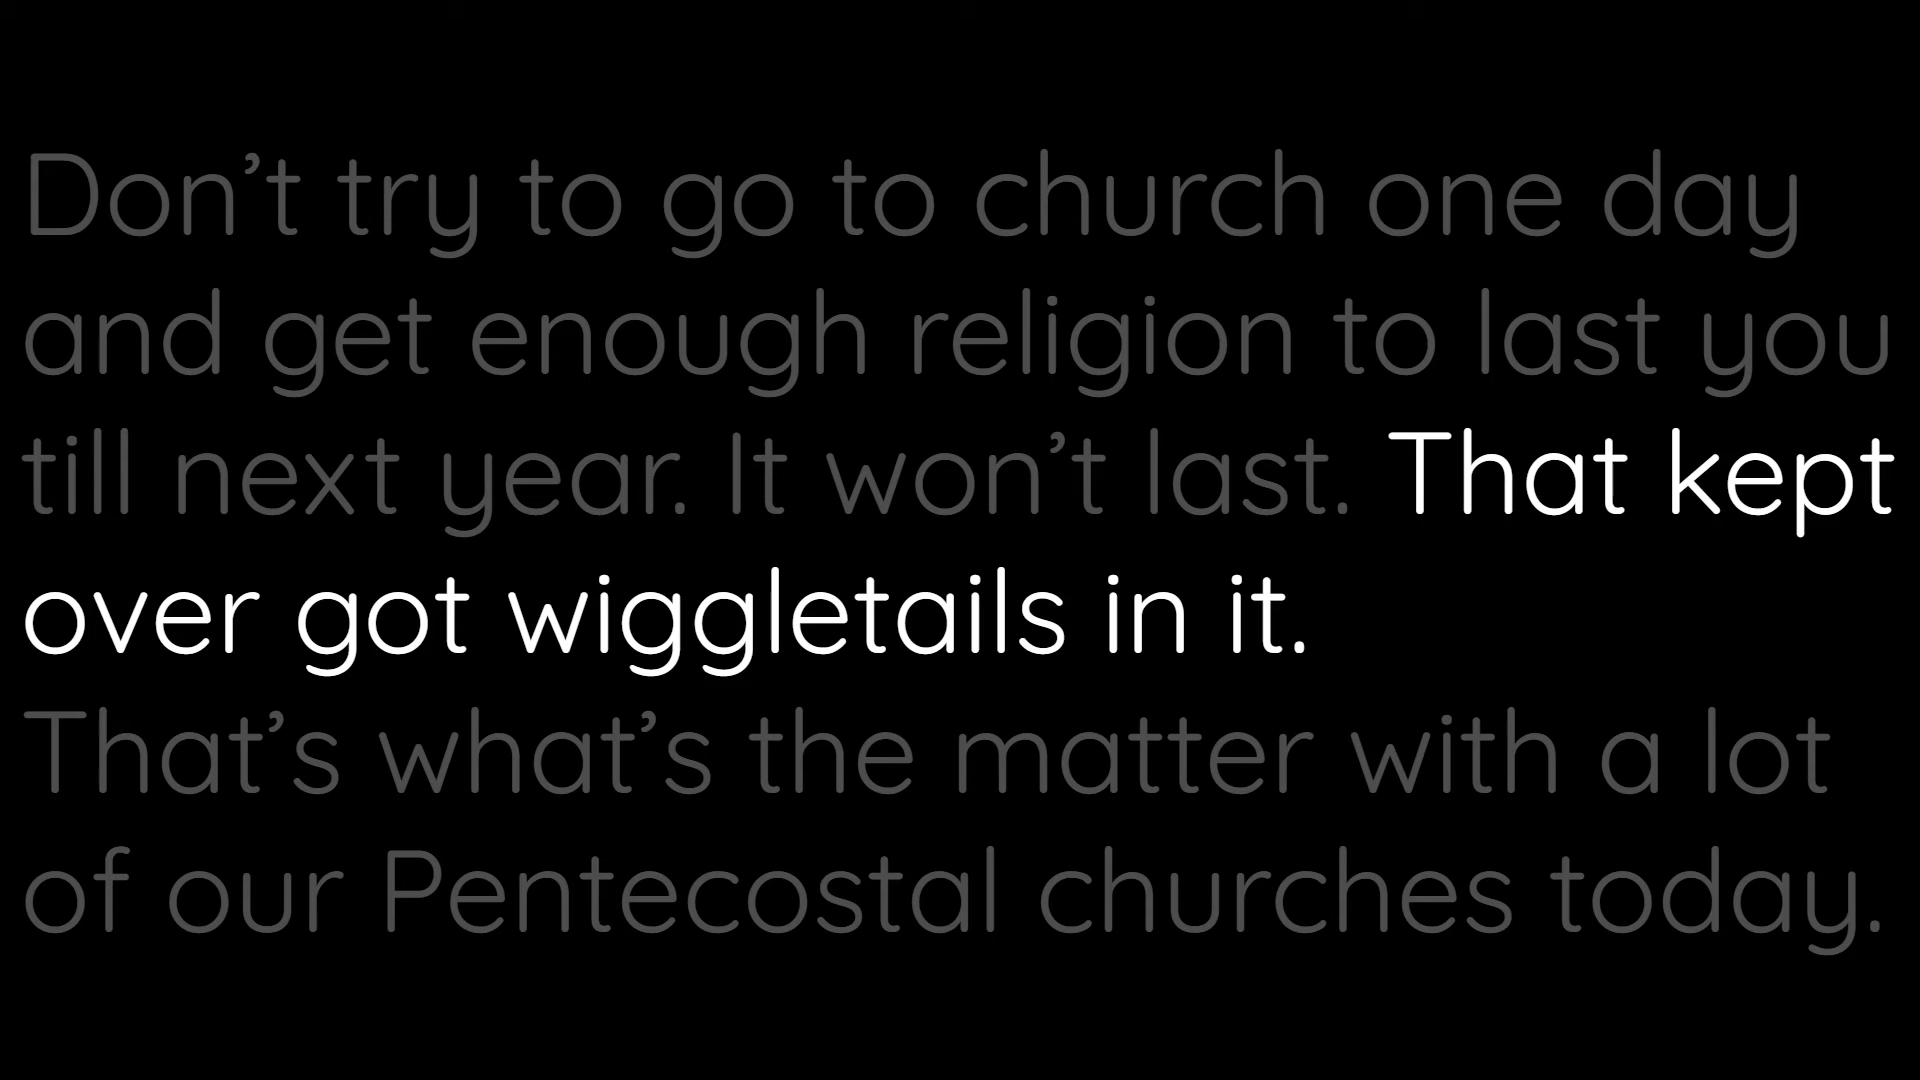 Don’t try to go to church one day
and get enough religion to last you
till next year. It won’t last. That kept
over got wiggletails in it.
That’s what’s the matter with a lot
of our Pentecostal churches today.